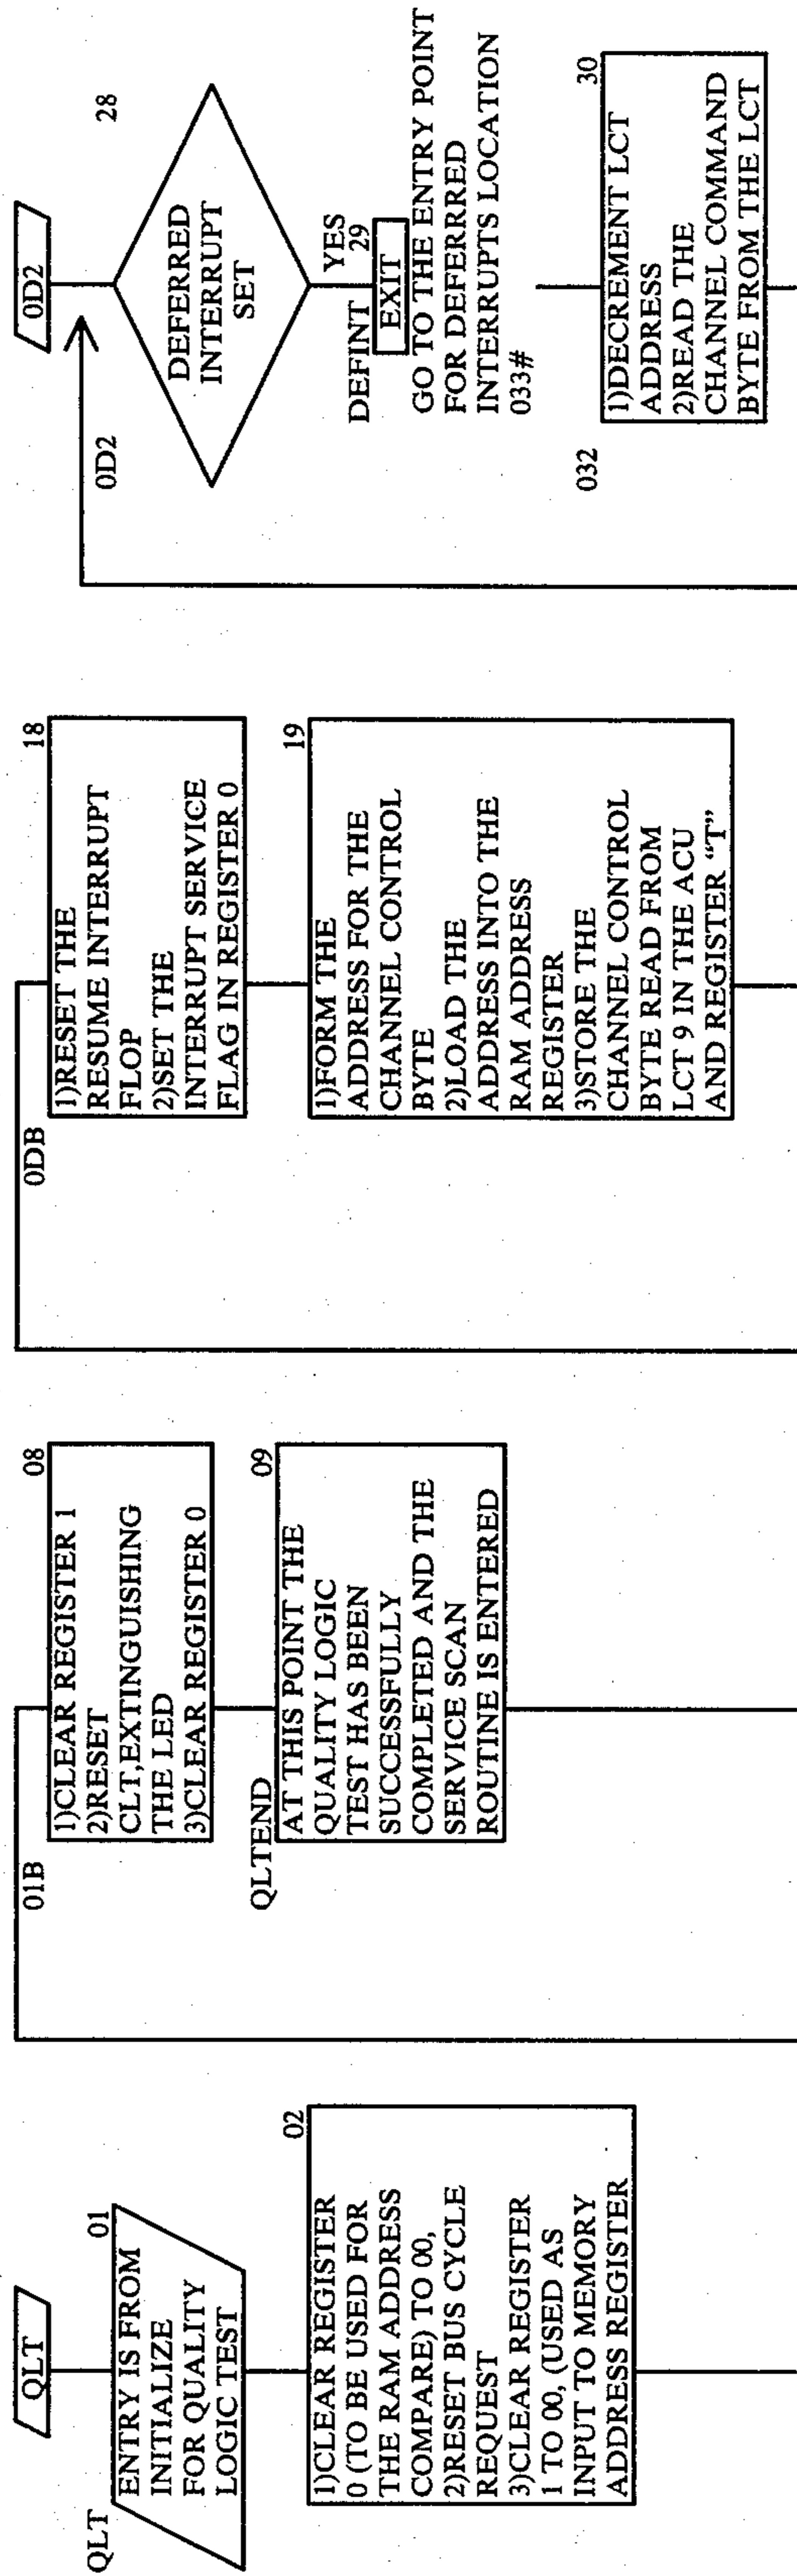 QLT
QLT
01
ENTRY IS FROM
INITIALIZE
FOR QUALITY
LOGIC TEST
02
1)CLEAR REGISTER
0 (TO BE USED FOR
THE RAM ADDRESS
COMPARE) TO 00,
2)RESET BUS CYCLE
REQUEST
3)CLEAR REGISTER
1 TO 00, (USED AS
INPUT TO MEMORY
ADDRESS REGISTER
01B
08
1)CLEAR REGISTER 1
2)RESET
CLT,EXTINGUISHING
THE LED
3)CLEAR REGISTER 0
QLTEND
09
AT THIS POINT THE
QUALITY LOGIC
TEST HAS BEEN
SUCCESSFULLY
COMPLETED AND THE
SERVICE SCAN
ROUTINE IS ENTERED
0DB
18
1)RESET THE
RESUME INTERRUPT
FLOP
2)SET THE
INTERRUPT SERVICE
FLAG IN REGISTER 0
19
1)FORM THE
ADDRESS FOR THE
CHANNEL CONTROL
BYTE
2)LOAD THE
ADDRESS INTO THE
RAM ADDRESS
REGISTER
3)STORE THE
CHANNEL CONTROL
BYTE READ FROM
LCT 9 IN THE ACU
AND REGISTER “T”
0D2
0D2
28
DEFERRED
INTERRUPT
SET
YES
DEFINT
29
EXIT
GO TO THE ENTRY POINT
FOR DEFERRED
INTERRUPTS LOCATION
033#
032
30
1)DECREMENT LCT
ADDRESS
2)READ THE
CHANNEL COMMAND
BYTE FROM THE LCT